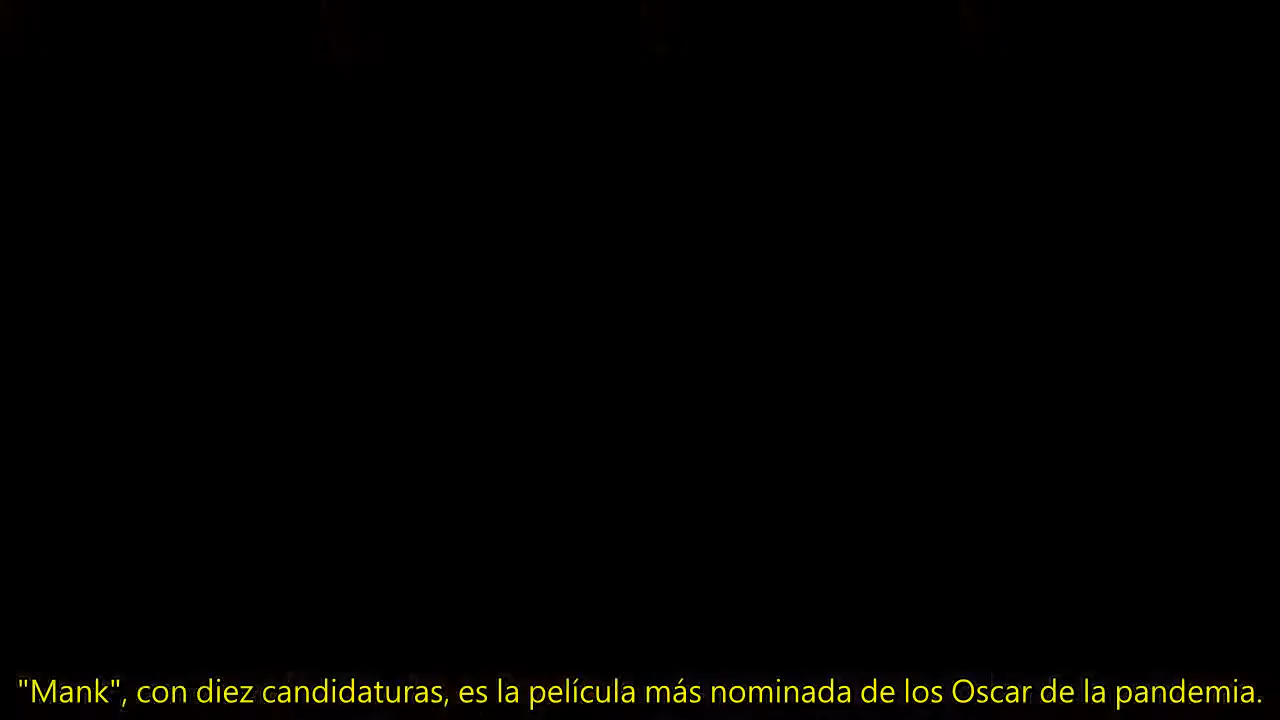 "Mank", con diez candidaturas, es la película más nominada de los Oscar de la pandemia.